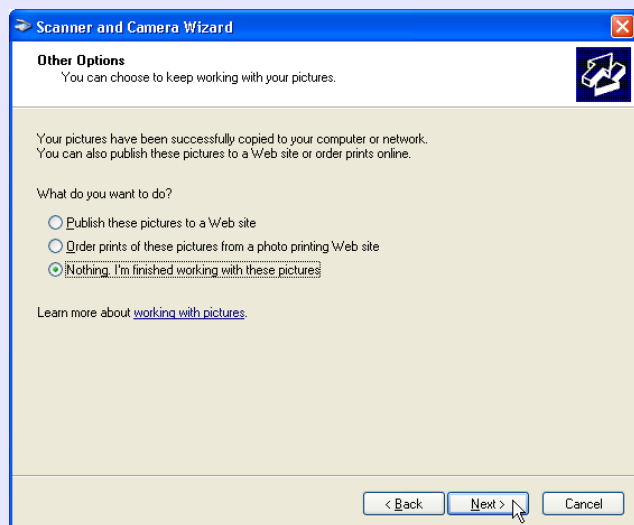 Scanner and Camera Wizard
Other Options
You can choose to keep working with your pictures.
Your pictures have been successfully copied to your computer or network.
You can also publish these pictures to a Web site or order prints online.
What do you want to do?
Publish these pictures to a Web site
Order prints of these pictures from a photo printing Web site
Nothing. I'm finished working with these pictures
Learn more about working with pictures.
< Back Next > Cancel